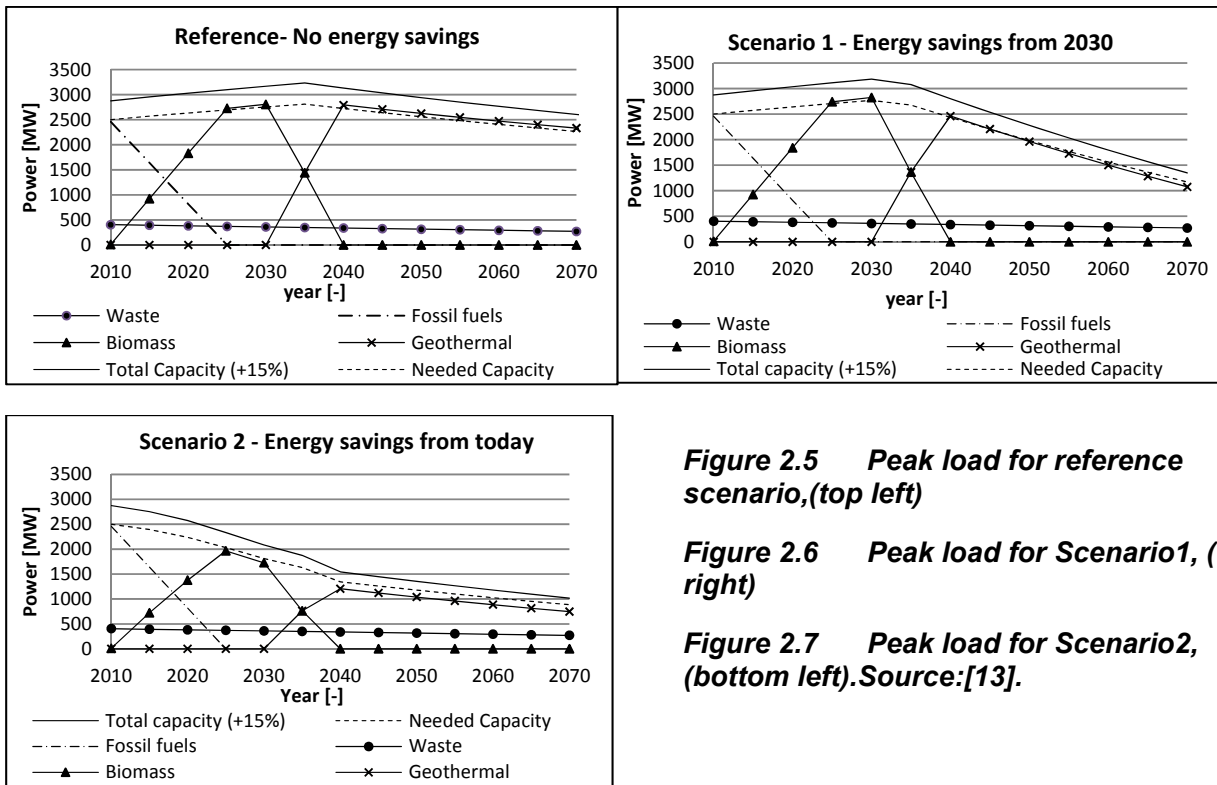 Reference- No energy savings
3500
3000
2500
2000
1500
1000
500
0
Power [MW]
2010 2020 2030 2040 2050 2060 2070
year [-]
Waste Fossil fuels
Biomass Geothermal
Total Capacity (+15%) Needed Capacity
Scenario 1 - Energy savings from 2030
3500
3000
2500
2000
1500
1000
500
0
Power [MW]
2010 2020 2030 2040 2050 2060 2070
year [-]
Waste Fossil fuels
Biomass Geothermal
Total capacity (+15%) Needed Capacity
Scenario 2 - Energy savings from today
3500
3000
2500
2000
1500
1000
500
0
Power [MW]
2010 2020 2030 2040 2050 2060 2070
Year [-]
Total capacity (+15%) Needed Capacity
Fossil fuels Waste
Biomass Geothermal
Figure 2.5 Peak load for reference
scenario,(top left)
Figure 2.6 Peak load for Scenario1, (
right)
Figure 2.7 Peak load for Scenario2,
(bottom left).Source:[13].